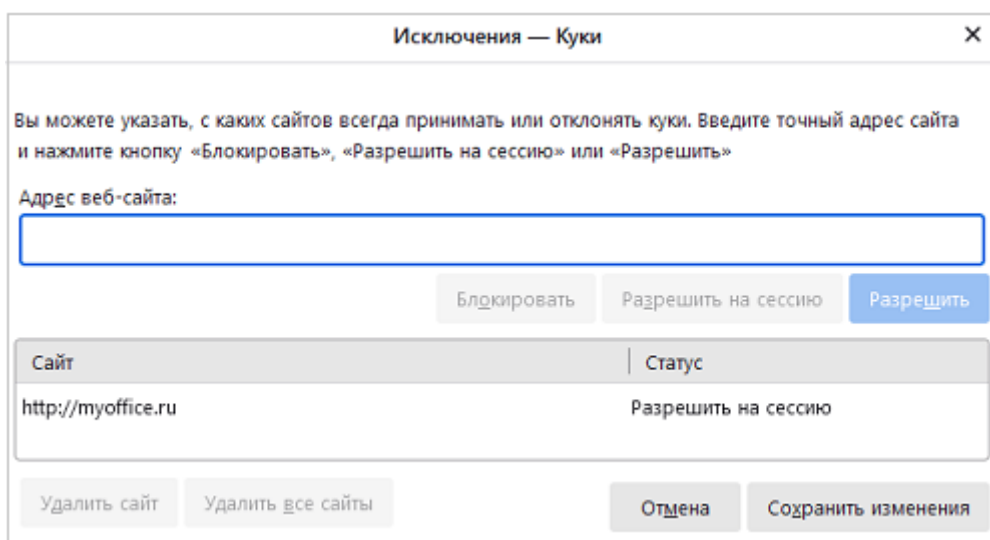 Исключения — Куки
Вы можете указать, с каких сайтов всегда принимать или отклонять куки. Введите точный адрес сайта
и нажмите кнопку «Блокировать», «Разрешить на сессию» или «Разрешить»
Адрес веб-сайта:
Блокировать Разрешить на сессию Разрешить
Сайт Статус
http://myoffice.ru Разрешить на сессию
Удалить сайт Удалить все сайты Отмена Сохранить изменения